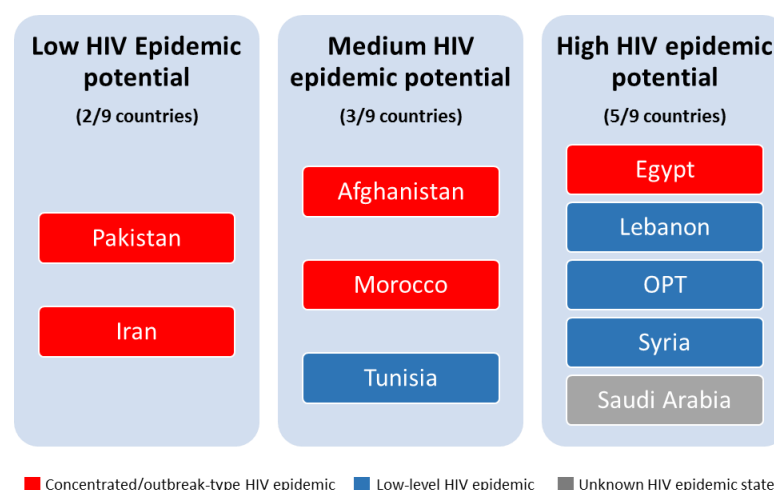 Low HIV Epidemic
potential
(2/9 countries)
Pakistan
Iran
Medium HIV
epidemic potential
(3/9 countries)
Afghanistan
Morocco
Tunisia
High HIV epidemic
potential
(5/9 countries)
Egypt
Lebanon
OPT
Syria
Saudi Arabia
Concentrated/outbreak-type HIV epidemic
Low-level HIV epidemic
Unknown HIV epidemic state